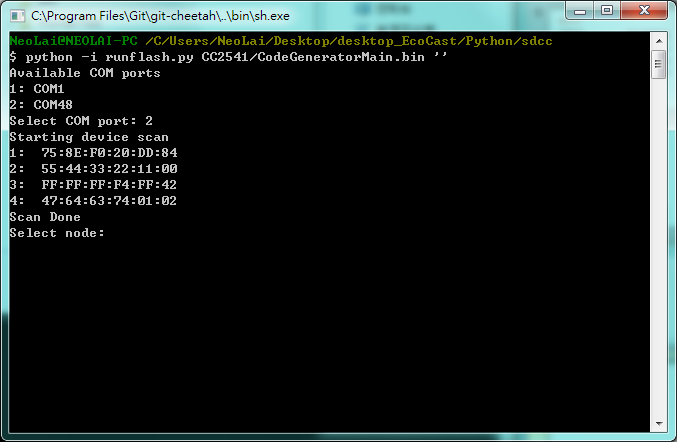 C:\Program Files\Git\git-cheetah\..\bin\sh.exe
NeoLai@NEOLAI-PC /C/Users/NeoLai/Desktop/desktop_EcoCast/Python/sdcc
$ python -i runflash.py CC2541/CodeGeneratorMain.bin ''
Available COM ports
1: COM1
2: COM48
Select COM port: 2
Starting device scan
1:  75:8E:F0:20:DD:84
2:  55:44:33:22:11:00
3:  FF:FF:FF:F4:FF:42
4:  47:64:63:74:01:02
Scan Done
Select node: